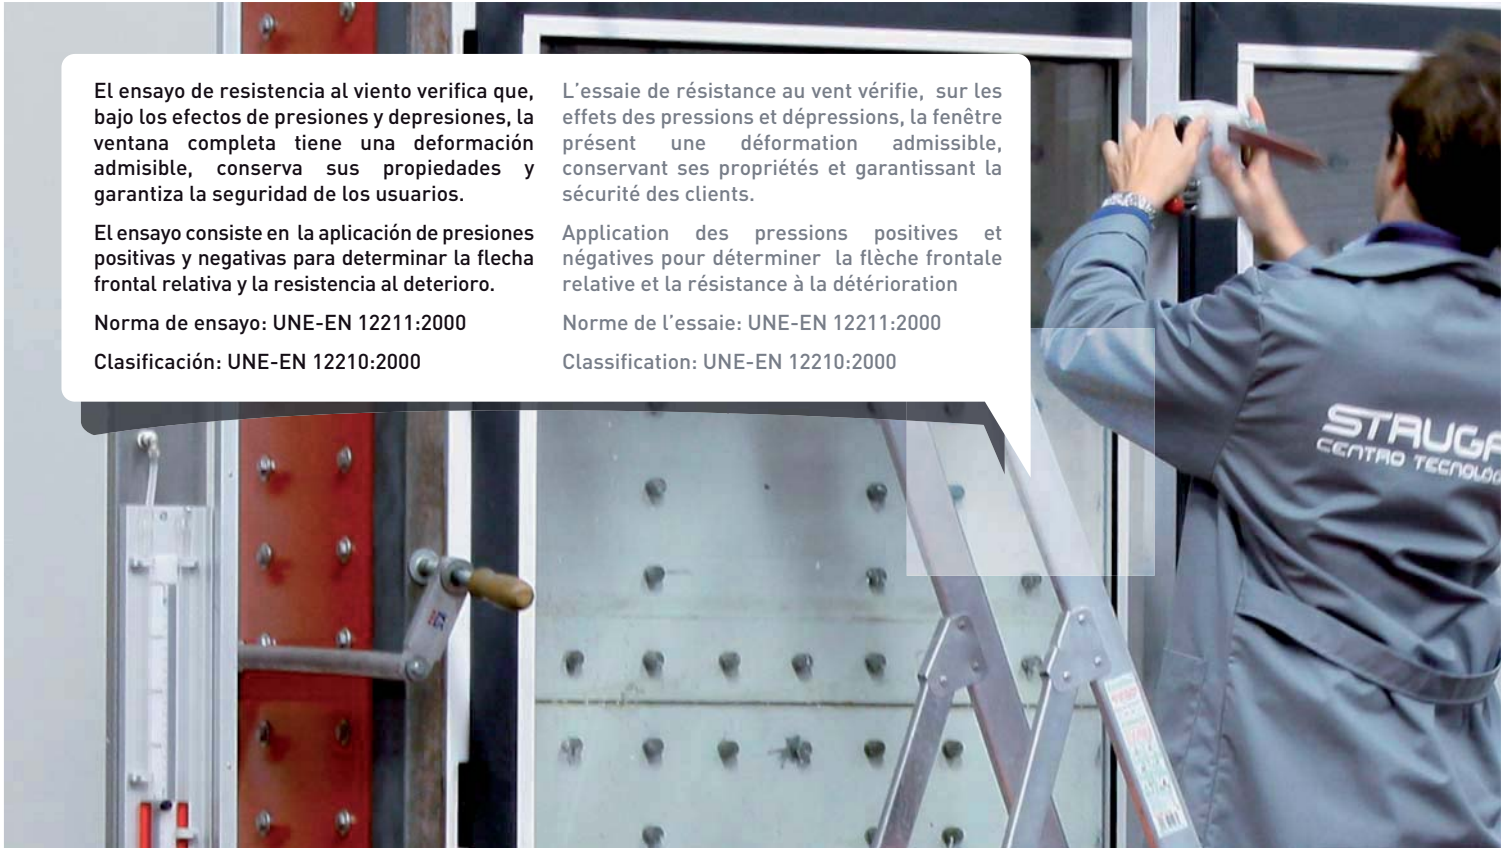 El ensayo de resistencia al viento verifica que,
bajo los efectos de presiones y depresiones, la
ventana completa tiene una deformación
admisible, conserva sus propiedades y
garantiza la seguridad de los usuarios.
El ensayo consiste en la aplicación de presiones
positivas y negativas para determinar la flecha
frontal relativa y la resistencia al deterioro.
Norma de ensayo: UNE-EN 12211:2000
Clasificación: UNE-EN 12210:2000
L'essaie de résistance au vent vérifie, sur les
effets des pressions et dépressions, la fenêtre
présent une déformation admissible,
conservant ses propriétés et garantissant la
sécurité des clients.
Application des pressions positives et
négatives pour déterminer la flèche frontale
relative et la résistance à la détérioration
Norme de l'essaie: UNE-EN 12211:2000
Classification: UNE-EN 12210:2000
CENTRO